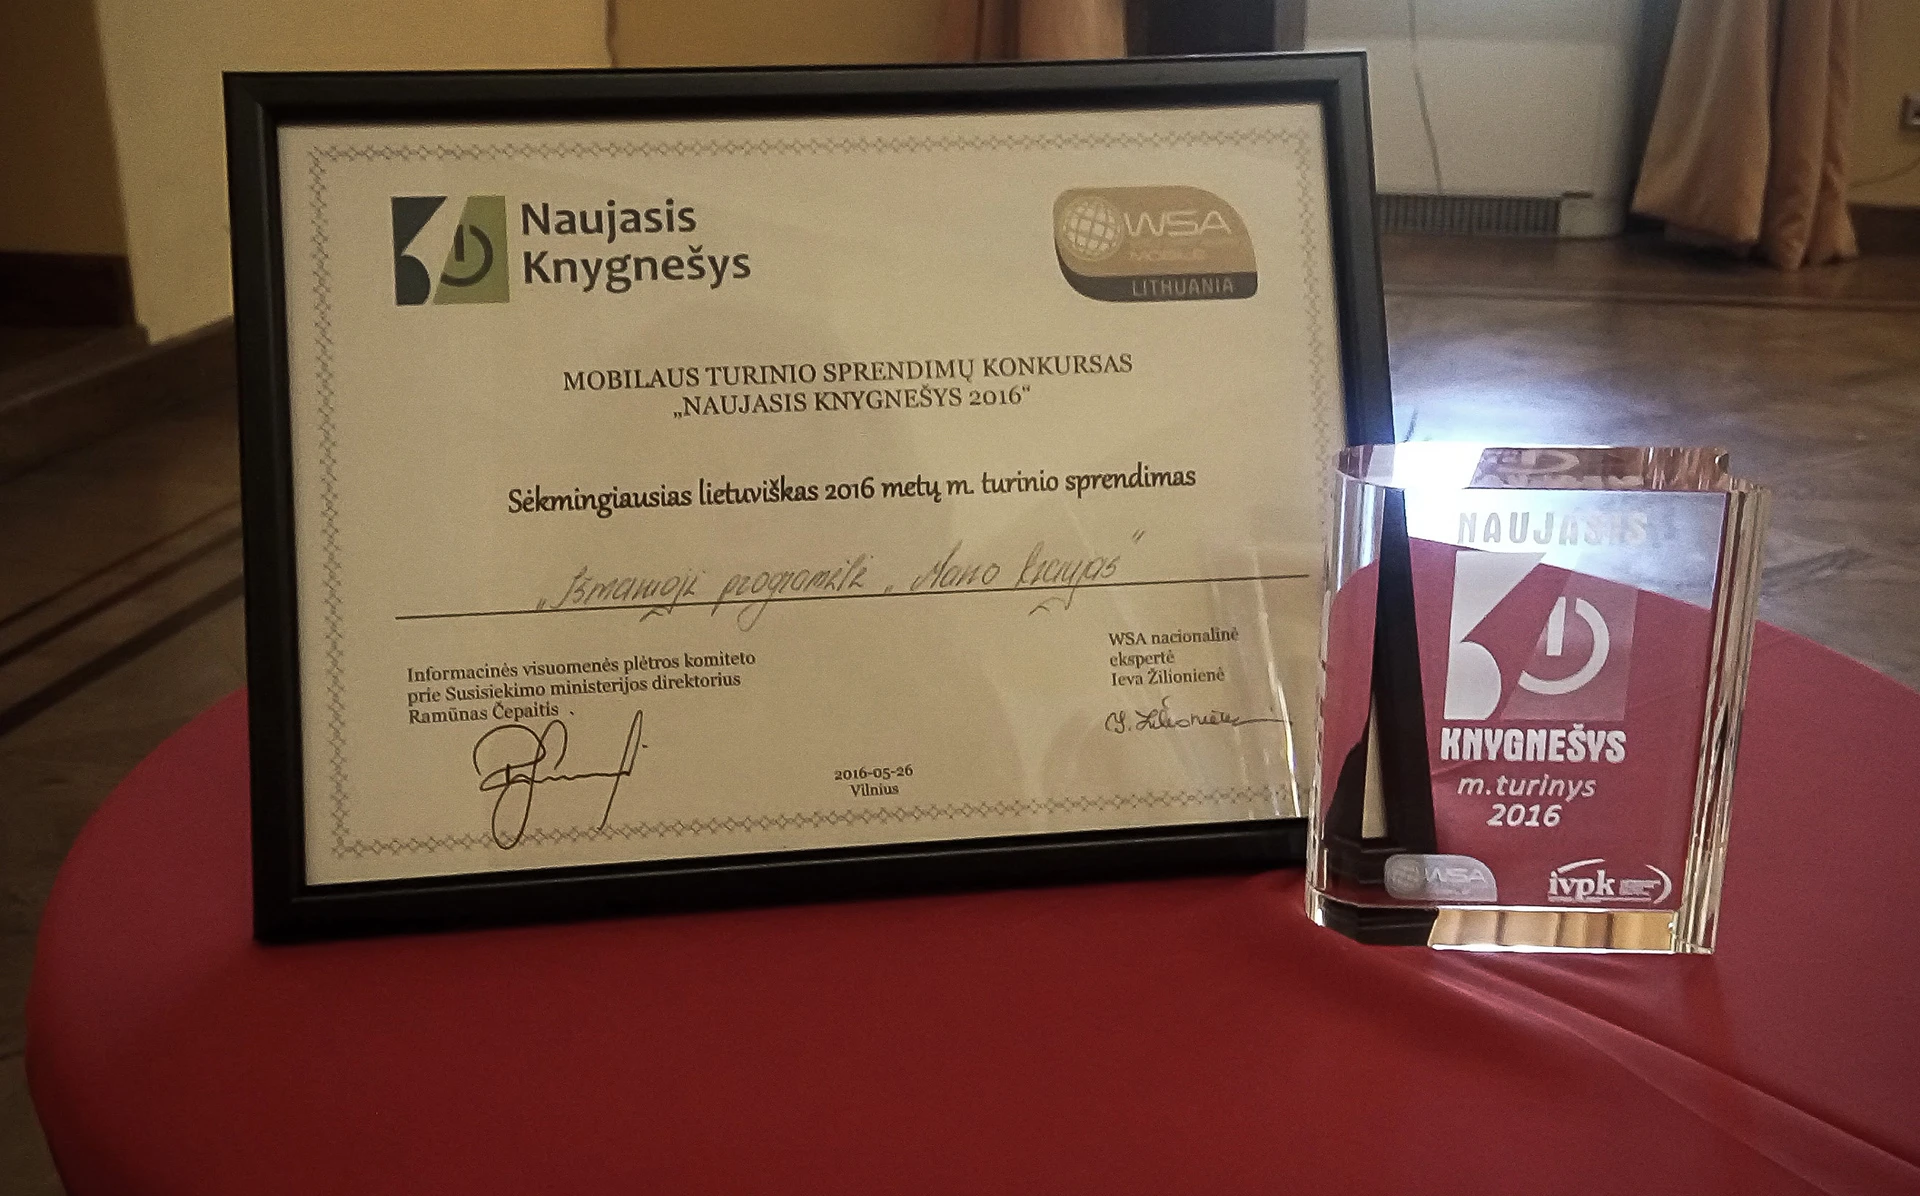 Naujasis
Knygnešys
WSA
MOBILE
LITHUANIA
MOBILAUS TURINIO SPRENDIMŲ KONKURSAS
„NAUJASIS KNYGNEŠYS 2016“
Sėkmingiausias lietuviškas 2016 metų m. turinio sprendimas
„Išmanioji programėlė „Mano kraujas“
Informacinės visuomenės plėtros komiteto
prie Susisiekimo ministerijos direktorius
Ramūnas Čepaitis
WSA nacionalinė
ekspertė
Ieva Žilionienė
2016-05-26
Vilnius
NAUJASIS
KNYGNEŠYS
m.turinys
2016
WSA
ivpk